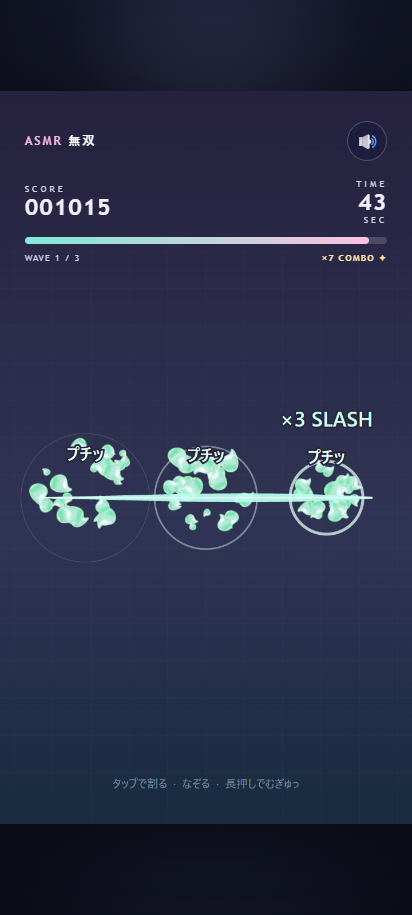 ASMR 無双
SCORE
001015
TIME
43
SEC
WAVE 1 / 3
×7 COMBO ✦
×3 SLASH
プチッ
プチッ
プチッ
タップで割る · なぞる · 長押しでむぎゅっ